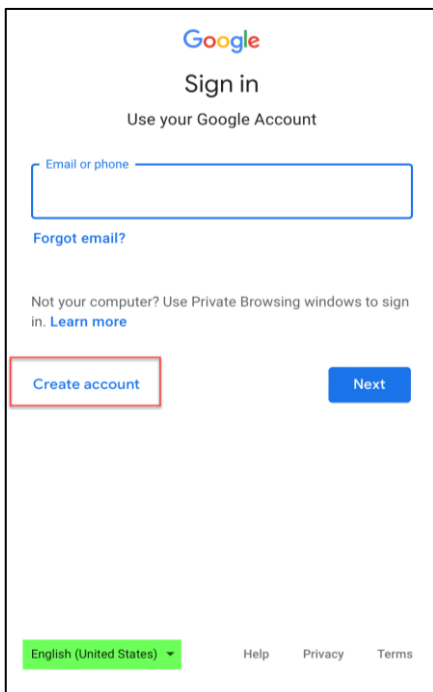 Google
Sign in
Use your Google Account
Email or phone
Forgot email?
Not your computer? Use Private Browsing windows to sign
in. Learn more
Create account
Next
English (United States)
Help
Privacy
Terms